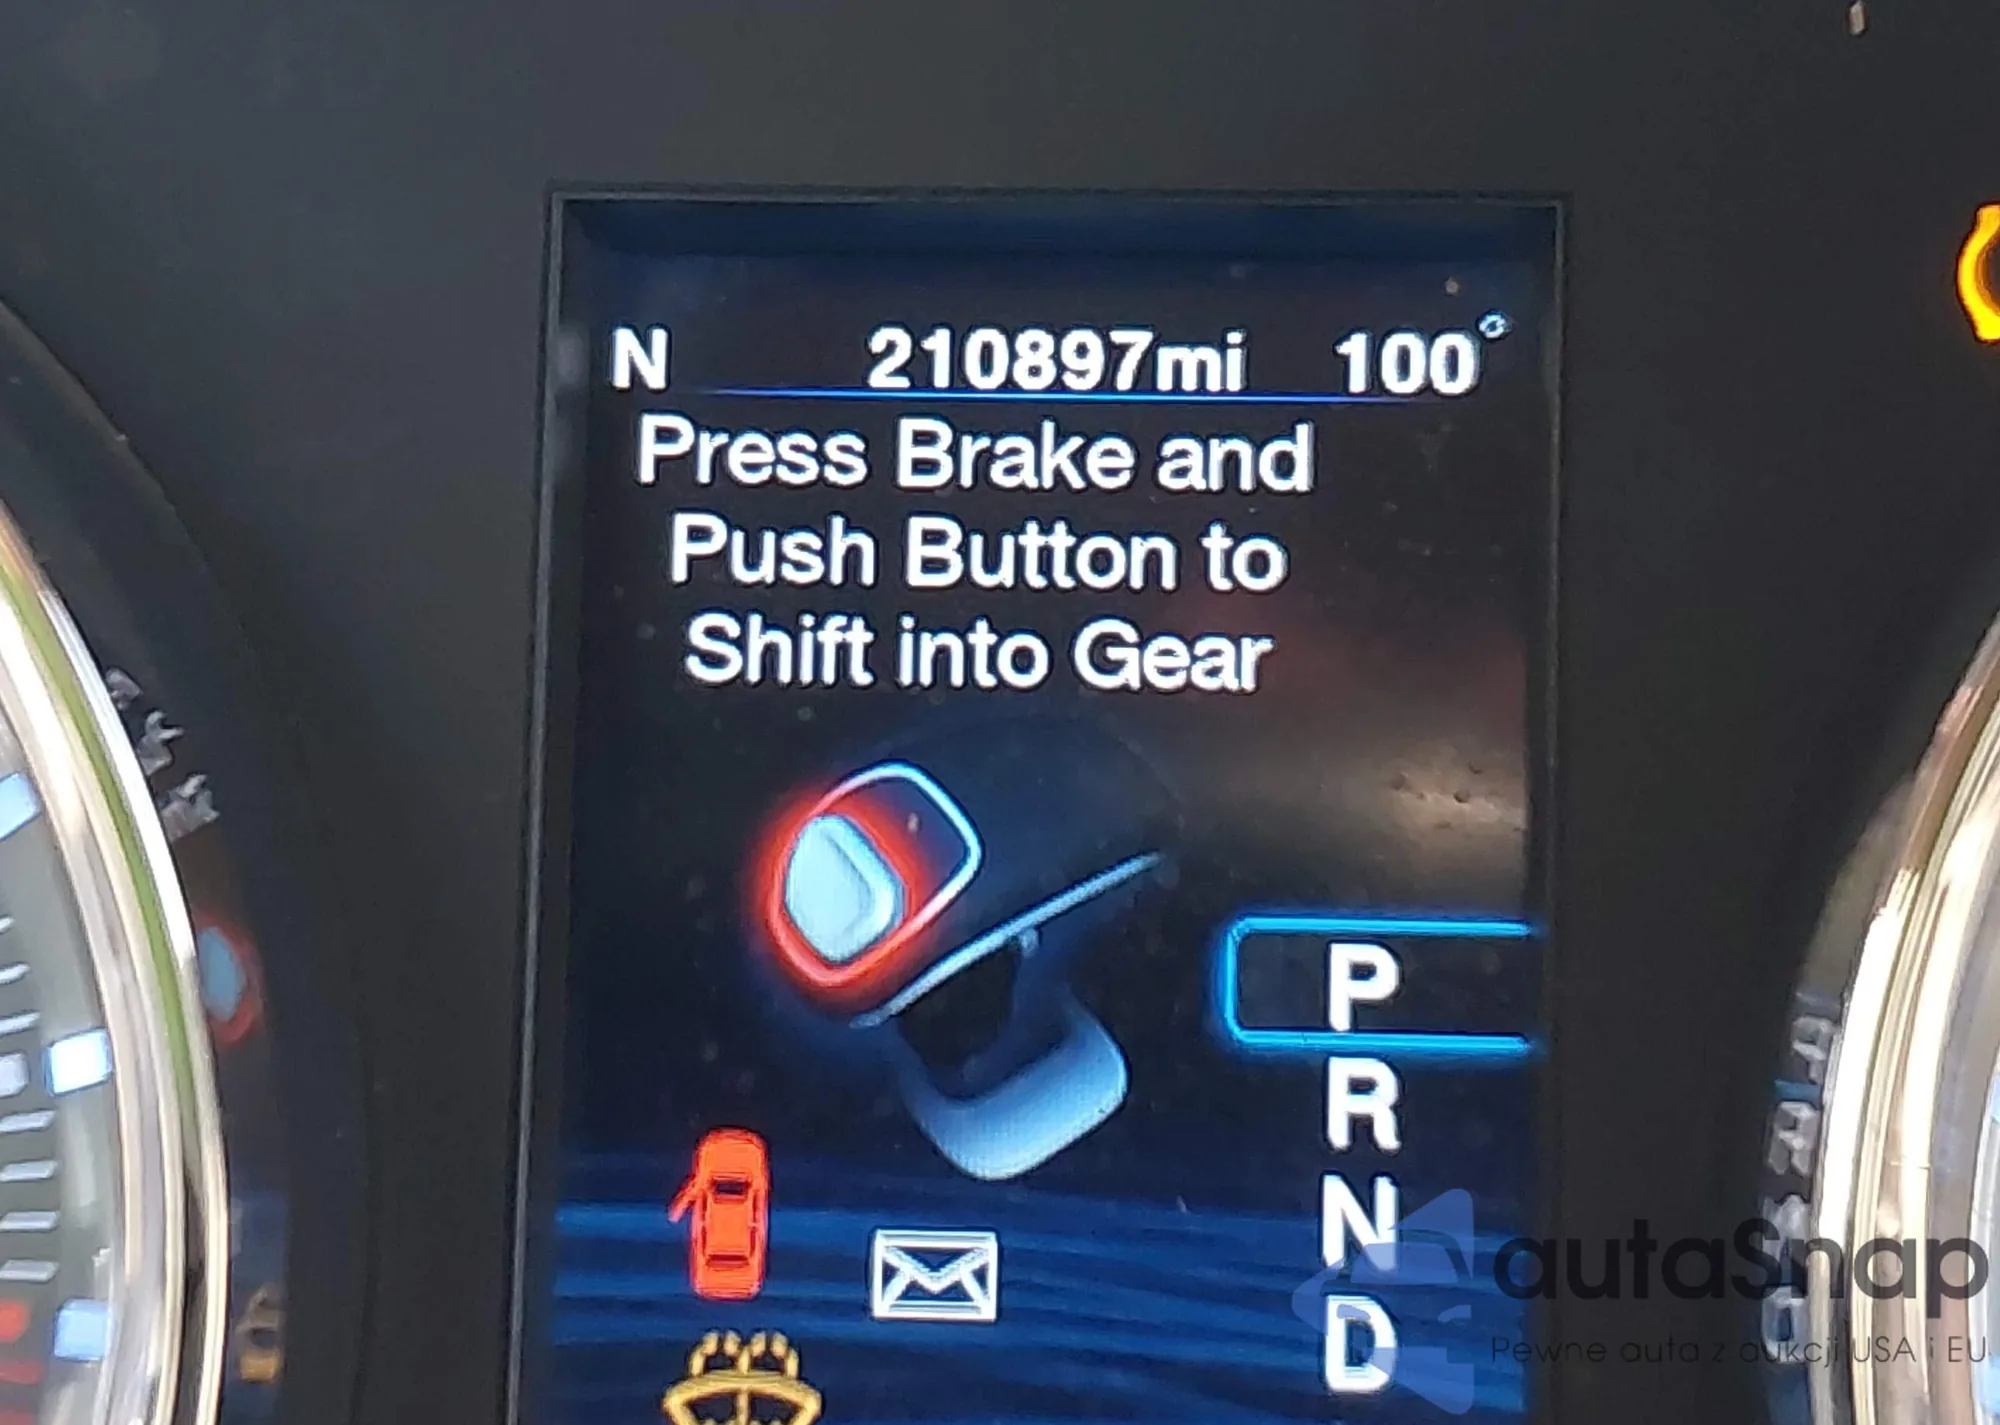 N 210897mi 100°
Press Brake and
Push Button to
Shift into Gear
P
R
N
D
autaSnap
Pewne auta z aukcji USA i EU